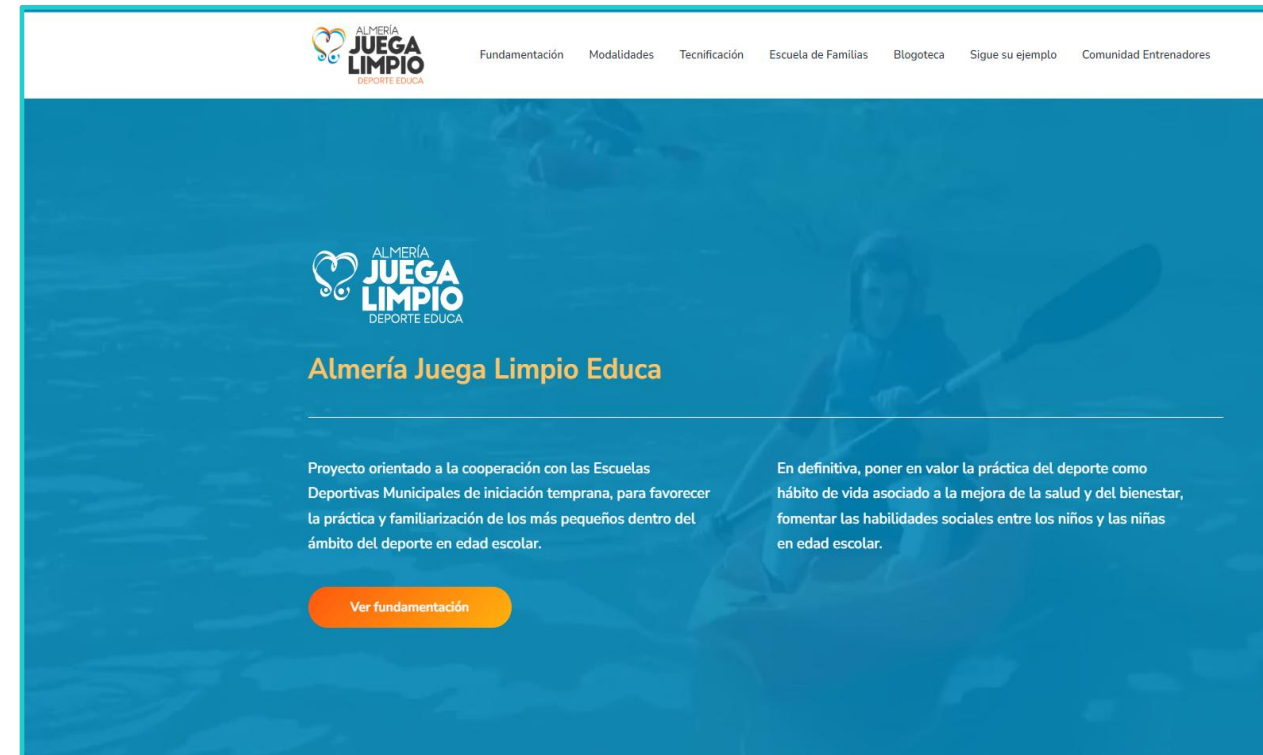 ALMERÍA
JUEGA
LIMPIO
DEPORTE EDUCA
Fundamentación Modalidades Tecnificación Escuela de Familias Blogoteca Sigue su ejemplo Comunidad Entrenadores
ALMERÍA
JUEGA
LIMPIO
DEPORTE EDUCA
Almería Juega Limpio Educa
Proyecto orientado a la cooperación con las Escuelas
Deportivas Municipales de iniciación temprana, para favorecer
la práctica y familiarización de los más pequeños dentro del
ámbito del deporte en edad escolar.
En definitiva, poner en valor la práctica del deporte como
hábito de vida asociado a la mejora de la salud y del bienestar,
fomentar las habilidades sociales entre los niños y las niñas
en edad escolar.
Ver fundamentación